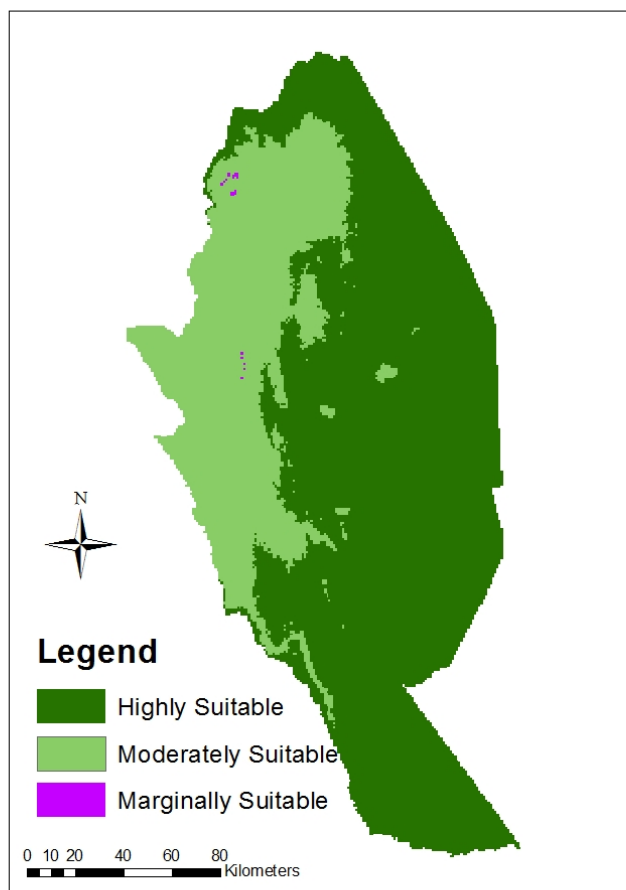 N
Legend
Highly Suitable
Moderately Suitable
Marginally Suitable
0 10 20 40 60 80
Kilometers